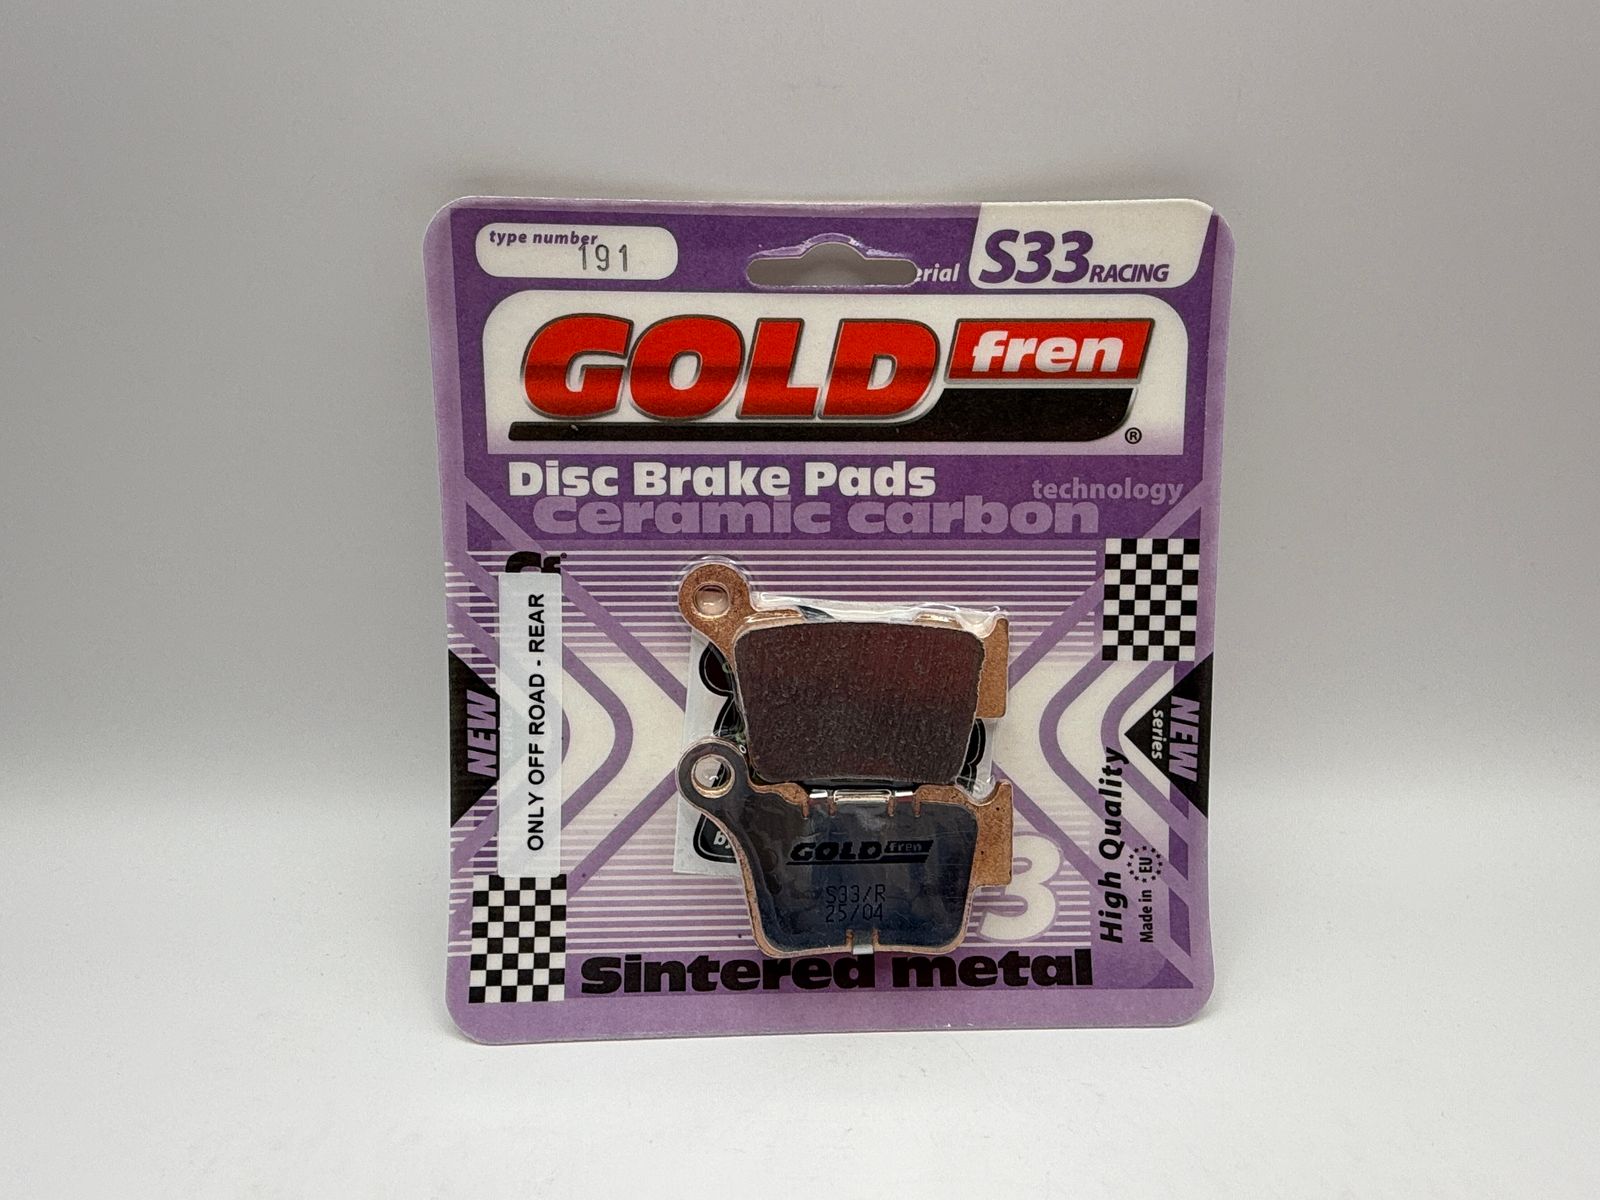 type number
191
S33 RACING
GOLD fren ®
Disc Brake Pads
technology
Ceramic carbon
ONLY OFF ROAD - REAR
NEW
NEW
series
High Quality
Made in EU
GOLD fren
S33/R
25/04
3
Sintered metal